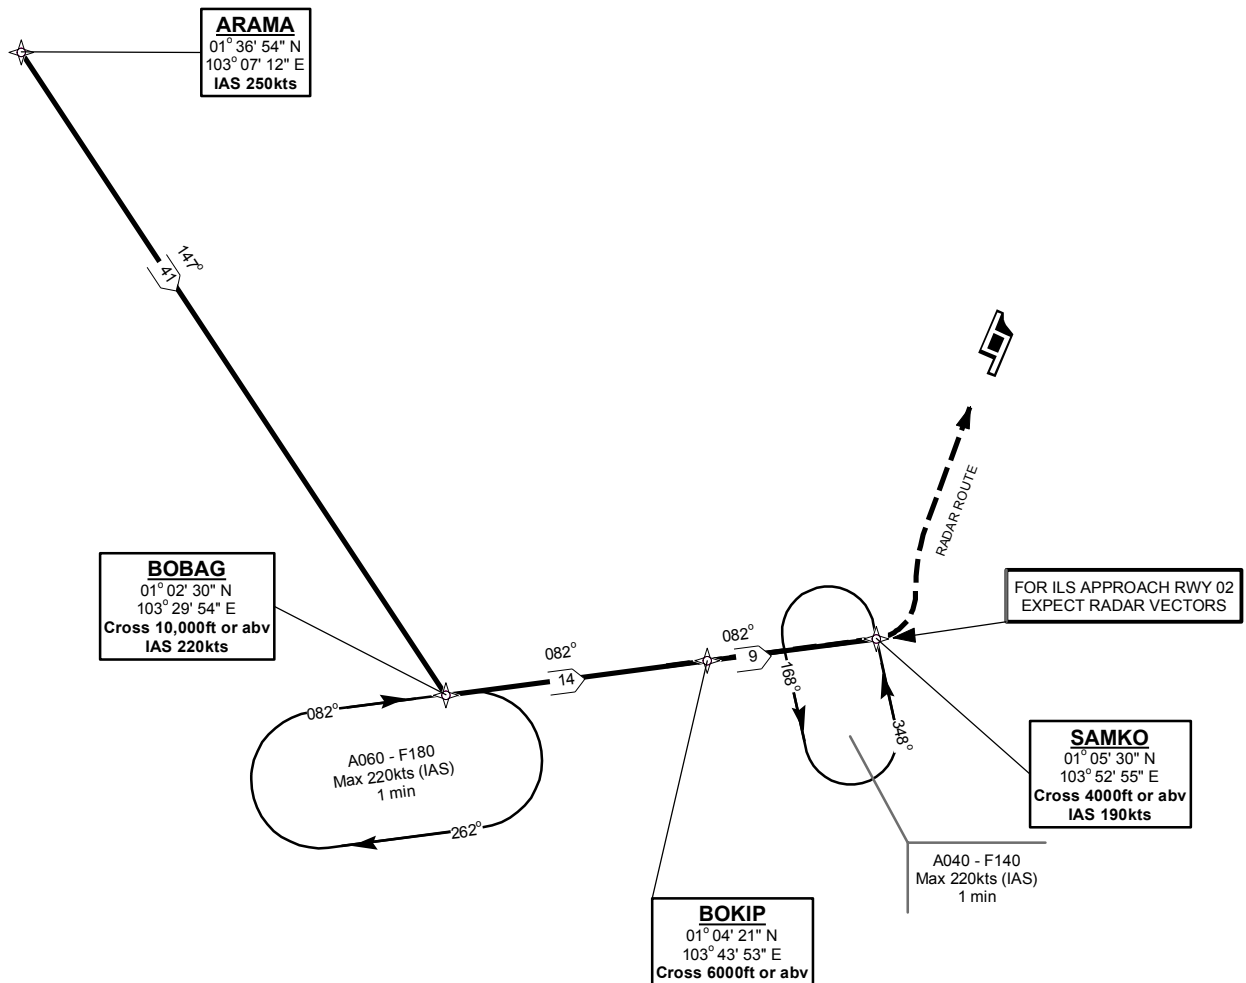 ARAMA
01° 36' 54" N
103° 07' 12" E
IAS 250kts
147°
41
RADAR ROUTE
BOBAG
01° 02' 30" N
103° 29' 54" E
Cross 10,000ft or abv
IAS 220kts
FOR ILS APPROACH RWY 02
EXPECT RADAR VECTORS
082°
14
082°
9
168°
348°
082°
A060 - F180
Max 220kts (IAS)
1 min
262°
SAMKO
01° 05' 30" N
103° 52' 55" E
Cross 4000ft or abv
IAS 190kts
A040 - F140
Max 220kts (IAS)
1 min
BOKIP
01° 04' 21" N
103° 43' 53" E
Cross 6000ft or abv